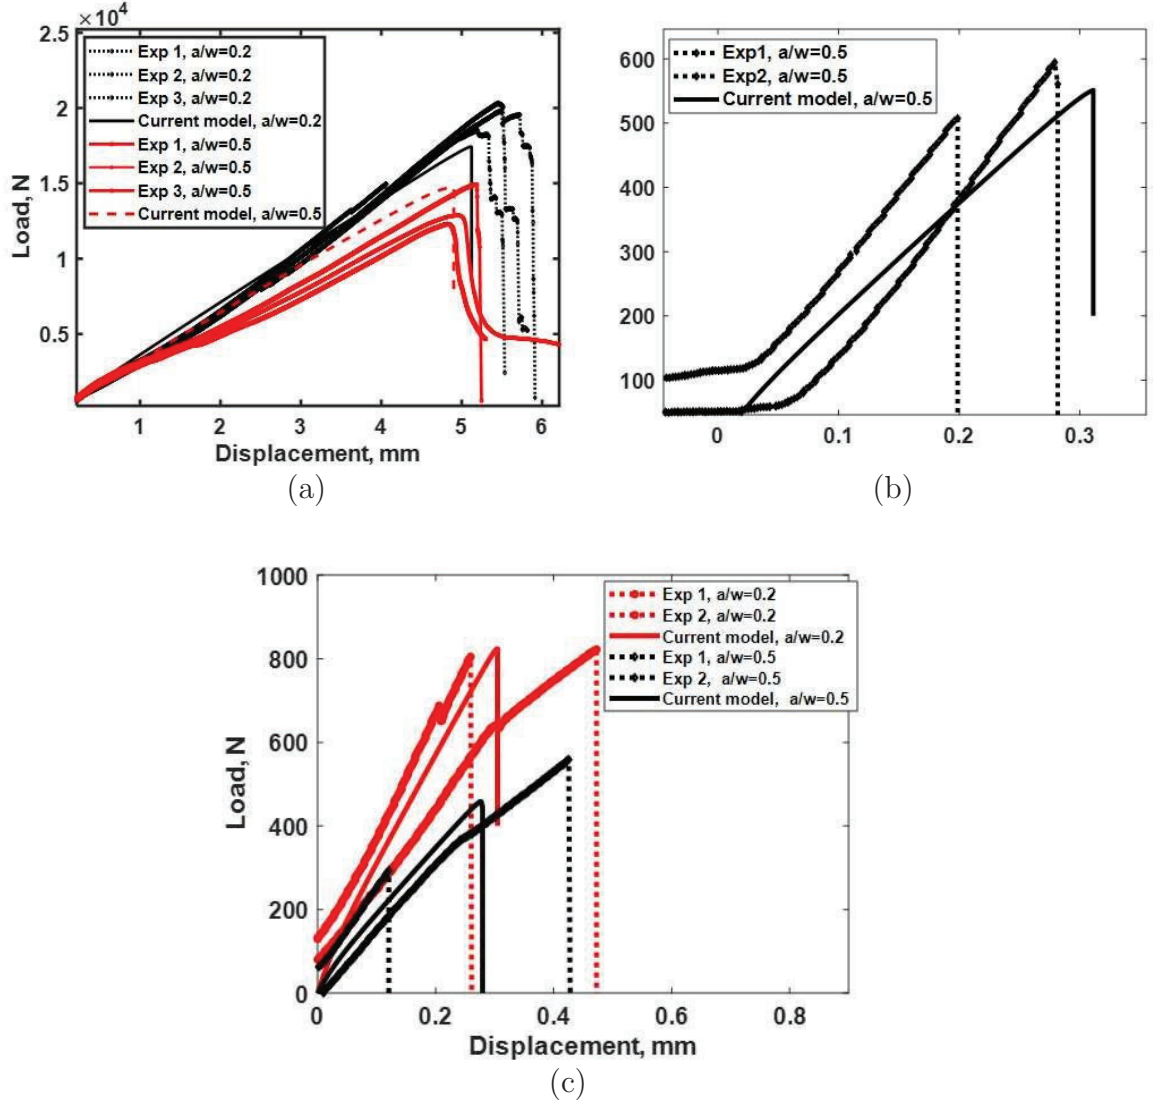 ×10⁴
2.5
2.0
1.5
1.0
0.5
Load, N
Exp 1, a/w=0.2
Exp 2, a/w=0.2
Exp 3, a/w=0.2
Current model, a/w=0.2
Exp 1, a/w=0.5
Exp 2, a/w=0.5
Exp 3, a/w=0.5
Current model, a/w=0.5
1 2 3 4 5 6
Displacement, mm
(a)
600
500
400
300
200
100
Exp1, a/w=0.5
Exp2, a/w=0.5
Current model, a/w=0.5
0 0.1 0.2 0.3
(b)
1000
800
600
400
200
0
Load, N
Exp 1, a/w=0.2
Exp 2, a/w=0.2
Current model, a/w=0.2
Exp 1, a/w=0.5
Exp 2, a/w=0.5
Current model, a/w=0.5
0 0.2 0.4 0.6 0.8
Displacement, mm
(c)